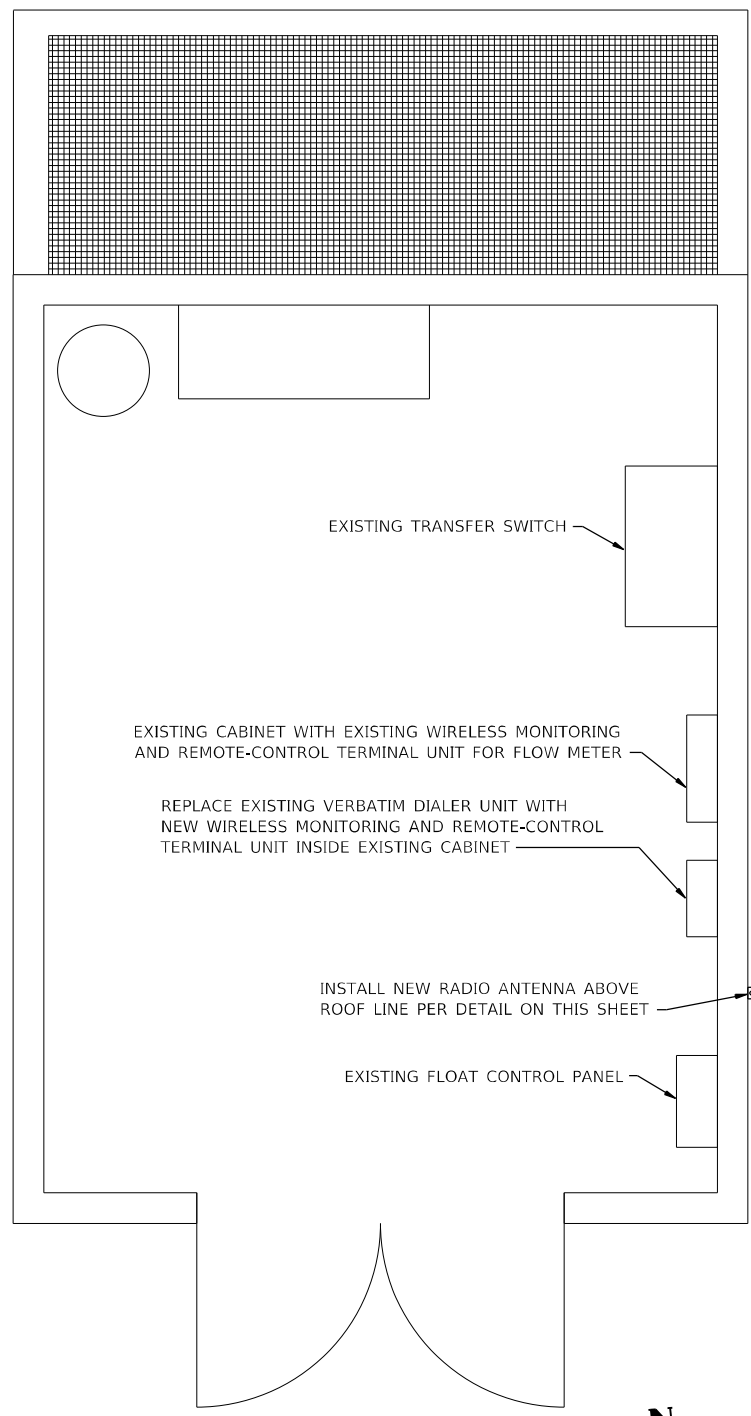 EXISTING TRANSFER SWITCH
EXISTING CABINET WITH EXISTING WIRELESS MONITORING
AND REMOTE-CONTROL TERMINAL UNIT FOR FLOW METER
REPLACE EXISTING VERBATIM DIALER UNIT WITH
NEW WIRELESS MONITORING AND REMOTE-CONTROL
TERMINAL UNIT INSIDE EXISTING CABINET
INSTALL NEW RADIO ANTENNA ABOVE
ROOF LINE PER DETAIL ON THIS SHEET
EXISTING FLOAT CONTROL PANEL
N